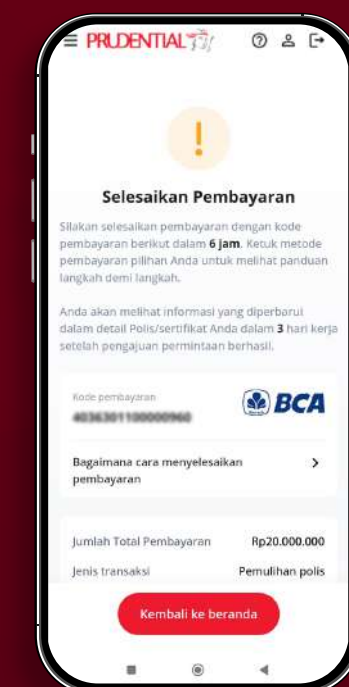 PRUDENTIAL
Selesaikan Pembayaran
Silakan selesaikan pembayaran dengan kode
pembayaran berikut dalam 6 jam. Ketuk metode
pembayaran pilihan Anda untuk melihat panduan
langkah demi langkah.
Anda akan melihat informasi yang diperbarui
dalam detail Polis/sertifikat Anda dalam 3 hari kerja
setelah pengajuan permintaan berhasil.
Kode pembayaran
BCA
Bagaimana cara menyelesaikan
pembayaran
Jumlah Total Pembayaran Rp20.000.000
Jenis transaksi Pemulihan polis
Kembali ke beranda